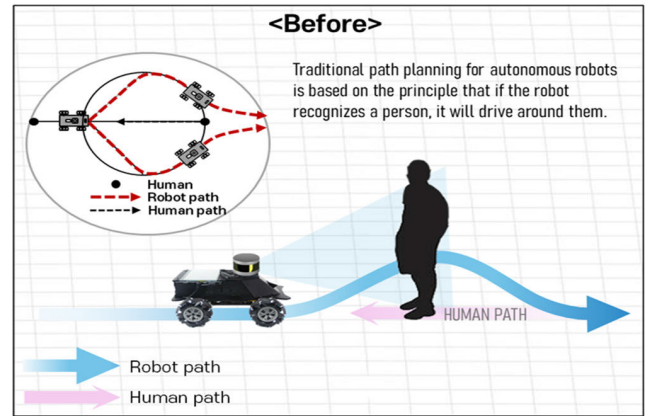 <Before>
Traditional path planning for autonomous robots
is based on the principle that if the robot
recognizes a person, it will drive around them.
Human
Robot path
Human path
HUMAN PATH
Robot path
Human path